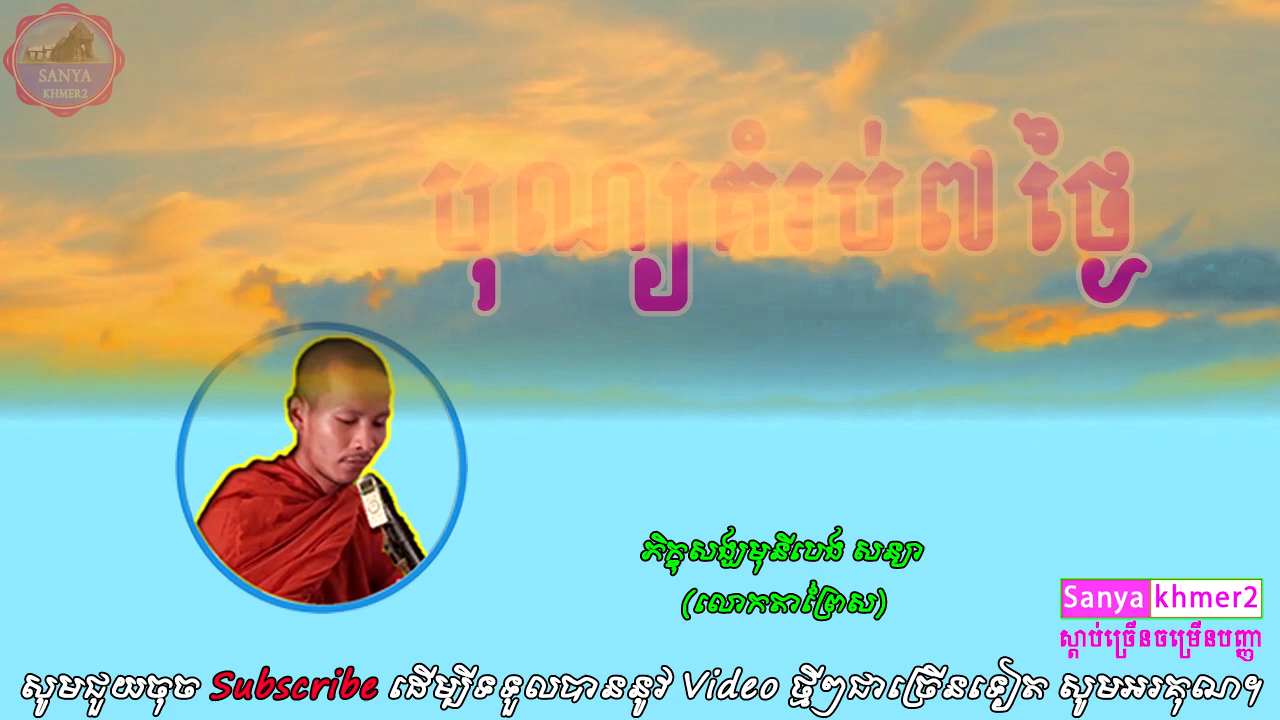 SANYA
KHMER2
បុណ្យគំរប់៧ថ្ងៃ
ភិក្ខុសង្ឃមុនីបេង សន្យា
(លោកតាព្រៃស)
Sanya khmer2
ស្តាប់ច្រើនចម្រើនបញ្ញា
សូមជួយចុច Subscribe ដើម្បីទទួលបាននូវ Video ថ្មីៗជាច្រើនទៀត សូមអរគុណ។